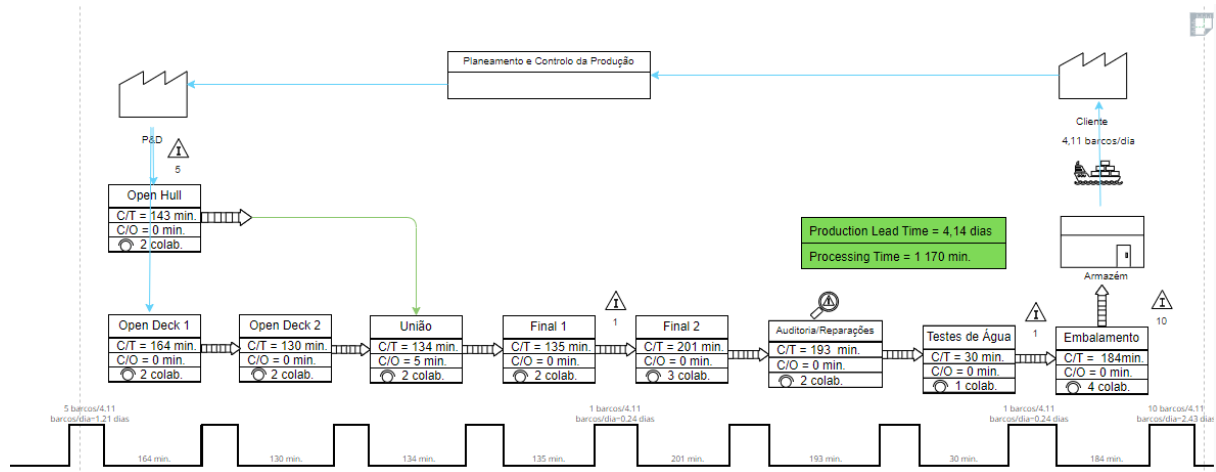 Planeamento e Controlo da Produção
P&D
I
5
Cliente
4,11 barcos/dia
Open Hull
C/T = 143 min.
C/O = 0 min.
2 colab.
Production Lead Time = 4,14 dias
Processing Time = 1 170 min.
Armazém
Open Deck 1
C/T = 164 min.
C/O = 0 min.
2 colab.
Open Deck 2
C/T = 130 min.
C/O = 0 min.
2 colab.
União
C/T = 134 min.
C/O = 5 min.
2 colab.
Final 1
C/T = 135 min.
C/O = 0 min.
2 colab.
I
1
Final 2
C/T = 201 min.
C/O = 0 min.
3 colab.
Auditoria/Reparações
C/T = 193 min.
C/O = 0 min.
2 colab.
Testes de Água
C/T = 30 min.
C/O = 0 min.
1 colab.
I
1
Embalamento
C/T = 184min.
C/O = 0 min.
4 colab.
I
10
5 barcos/4.11
barcos/dia=1.21 dias
1 barcos/4.11
barcos/dia=0.24 dias
1 barcos/4.11
barcos/dia=0.24 dias
10 barcos/4.11
barcos/dia=2.43 dias
164 min.
130 min.
134 min.
135 min.
201 min.
193 min.
30 min.
184 min.